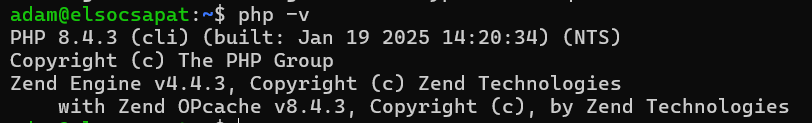 adam@elsocsapat:~$ php -v
PHP 8.4.3 (cli) (built: Jan 19 2025 14:20:34) (NTS)
Copyright (c) The PHP Group
Zend Engine v4.4.3, Copyright (c) Zend Technologies
    with Zend OPcache v8.4.3, Copyright (c), by Zend Technologies